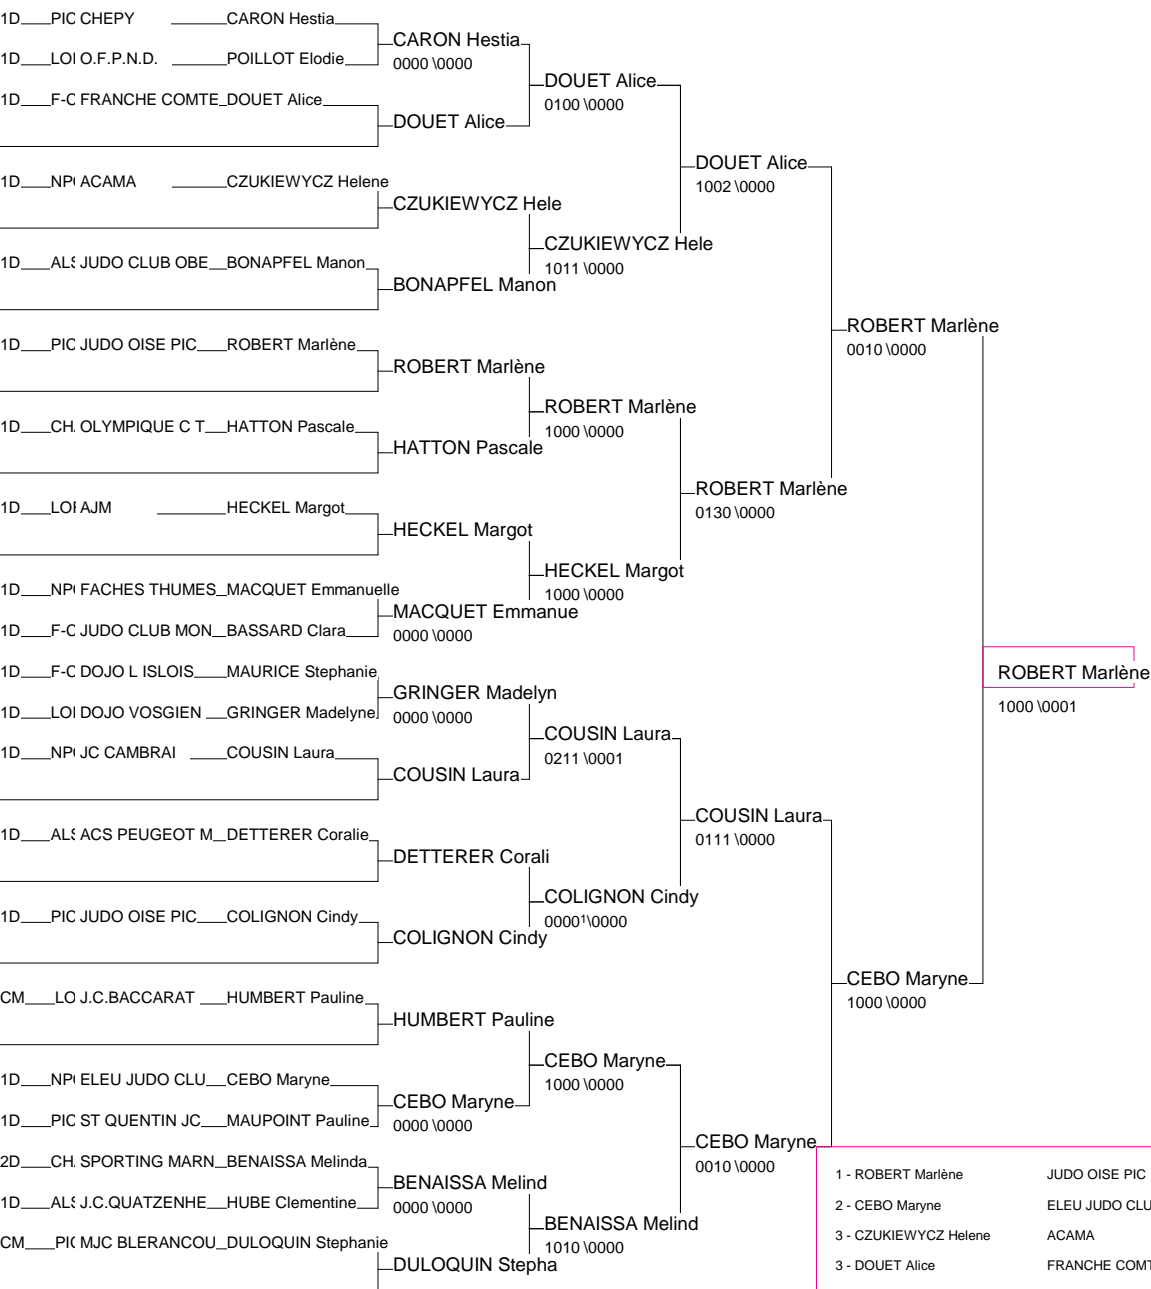 1D PIC CHEPY CARON Hestia
CARON Hestia
1D LOI O.F.P.N.D. POILLOT Elodie
0000 \0000
DOUET Alice
1D F-C FRANCHE COMTE DOUET Alice
0100 \0000
DOUET Alice
DOUET Alice
1D NP( ACAMA CZUKIEWYCZ Helene
1002 \0000
CZUKIEWYCZ Hele
CZUKIEWYCZ Hele
1D ALS JUDO CLUB OBE BONAPFEL Manon
1011 \0000
BONAPFEL Manon
ROBERT Marlène
1D PIC JUDO OISE PIC ROBERT Marlène
0010 \0000
ROBERT Marlène
ROBERT Marlène
1D CH. OLYMPIQUE C T HATTON Pascale
1000 \0000
HATTON Pascale
ROBERT Marlène
1D LOI AJM HECKEL Margot
0130 \0000
HECKEL Margot
HECKEL Margot
1D NP( FACHES THUMES MACQUET Emmanuelle
1000 \0000
MACQUET Emmanue
1D F-C JUDO CLUB MON BASSARD Clara
0000 \0000
1D F-C DOJO L ISLOIS MAURICE Stephanie
ROBERT Marlène
GRINGER Madelyn
1000 \0001
1D LOI DOJO VOSGIEN GRINGER Madelyne
0000 \0000
COUSIN Laura
1D NP( JC CAMBRAI COUSIN Laura
0211 \0001
COUSIN Laura
COUSIN Laura
1D ALS ACS PEUGEOT M DETTERER Coralie
0111 \0000
DETTERER Corali
COLIGNON Cindy
1D PIC JUDO OISE PIC COLIGNON Cindy
0000¹\0000
COLIGNON Cindy
CEBO Maryne
CM LO J.C.BACCARAT HUMBERT Pauline
1000 \0000
HUMBERT Pauline
CEBO Maryne
1D NP( ELEU JUDO CLU CEBO Maryne
1000 \0000
CEBO Maryne
1D PIC ST QUENTIN JC MAUPOINT Pauline
0000 \0000
CEBO Maryne
2D CH. SPORTING MARN BENAISSA Melinda
0010 \0000
1 - ROBERT Marlène JUDO OISE PIC
BENAISSA Melind
1D ALS J.C.QUATZENHE HUBE Clementine
0000 \0000
2 - CEBO Maryne ELEU JUDO CLU
BENAISSA Melind
3 - CZUKIEWYCZ Helene ACAMA
CM PI( MJC BLERANCOU DULOQUIN Stephanie
1010 \0000
DULOQUIN Stepha
3 - DOUET Alice FRANCHE COMT